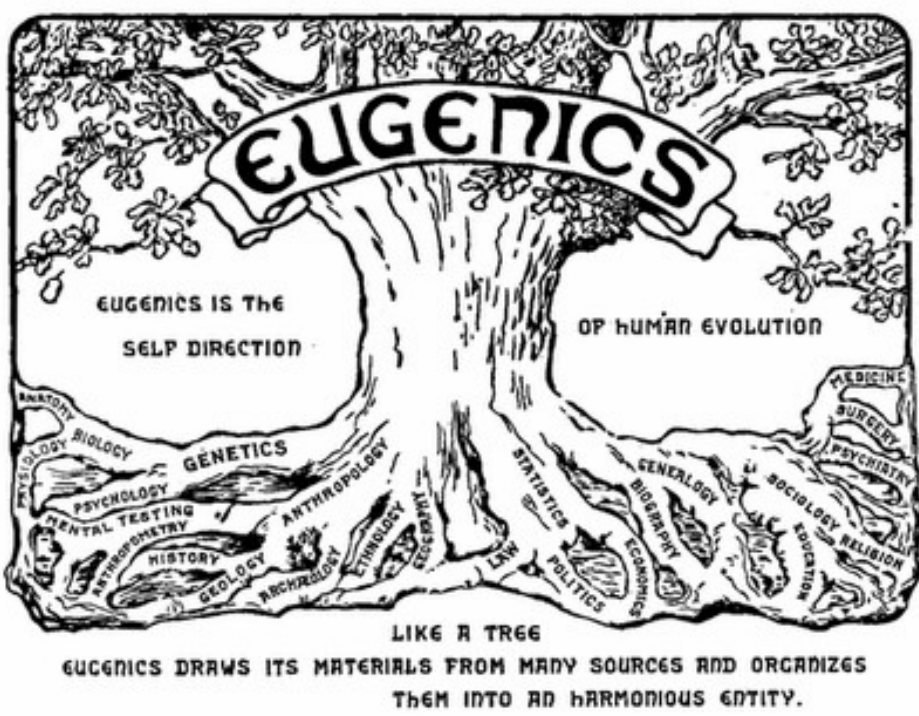 EUGENICS
EUGENICS IS THE
SELF DIRECTION
OF HUMAN EVOLUTION
ANATOMY
PHYSIOLOGY
BIOLOGY
GENETICS
PSYCHOLOGY
MENTAL TESTING
ANTHROPOMETRY
HISTORY
ANTHROPOLOGY
GEOLOGY
ARCHÆOLOGY
ETHNOLOGY
GEOGRAPHY
LAW
STATISTICS
POLITICS
ECONOMICS
BIOGRAPHY
GENEALOGY
EDUCATION
SOCIOLOGY
RELIGION
PSYCHIATRY
SURGERY
MEDICINE
LIKE A TREE
EUGENICS DRAWS ITS MATERIALS FROM MANY SOURCES AND ORGANIZES
THEM INTO AN HARMONIOUS ENTITY.